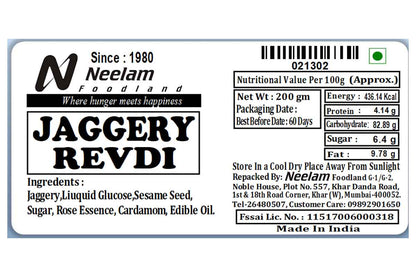 Since : 1980
Neelam
Foodland
Where hunger meets happiness
JAGGERY
REVDI
Ingredients :
Jaggery,Liuquid Glucose,Sesame Seed,
Sugar, Rose Essence, Cardamom, Edible Oil.
021302
Nutritional Value Per 100g (Approx.)
Net Wt : 200 gm
Packaging Date :
Best Before Date : 60 Days
Energy : 436.14 Kcal
Protein : 4.14 g
Carbohydrate: 82.89 g
Sugar : 6.4 g
Fat : 9.78 g
Store In a Cool Dry Place Away From Sunlight
Repacked By: Neelam Foodland G-1/G-2,
Noble House, Plot No. 557, Khar Danda Road,
1st & 18th Road Corner, Khar (W), Mumbai-400052.
Tel-26480507, Customer Care: 09892901650
Fssai Lic. No. : 11517006000318
Made In India